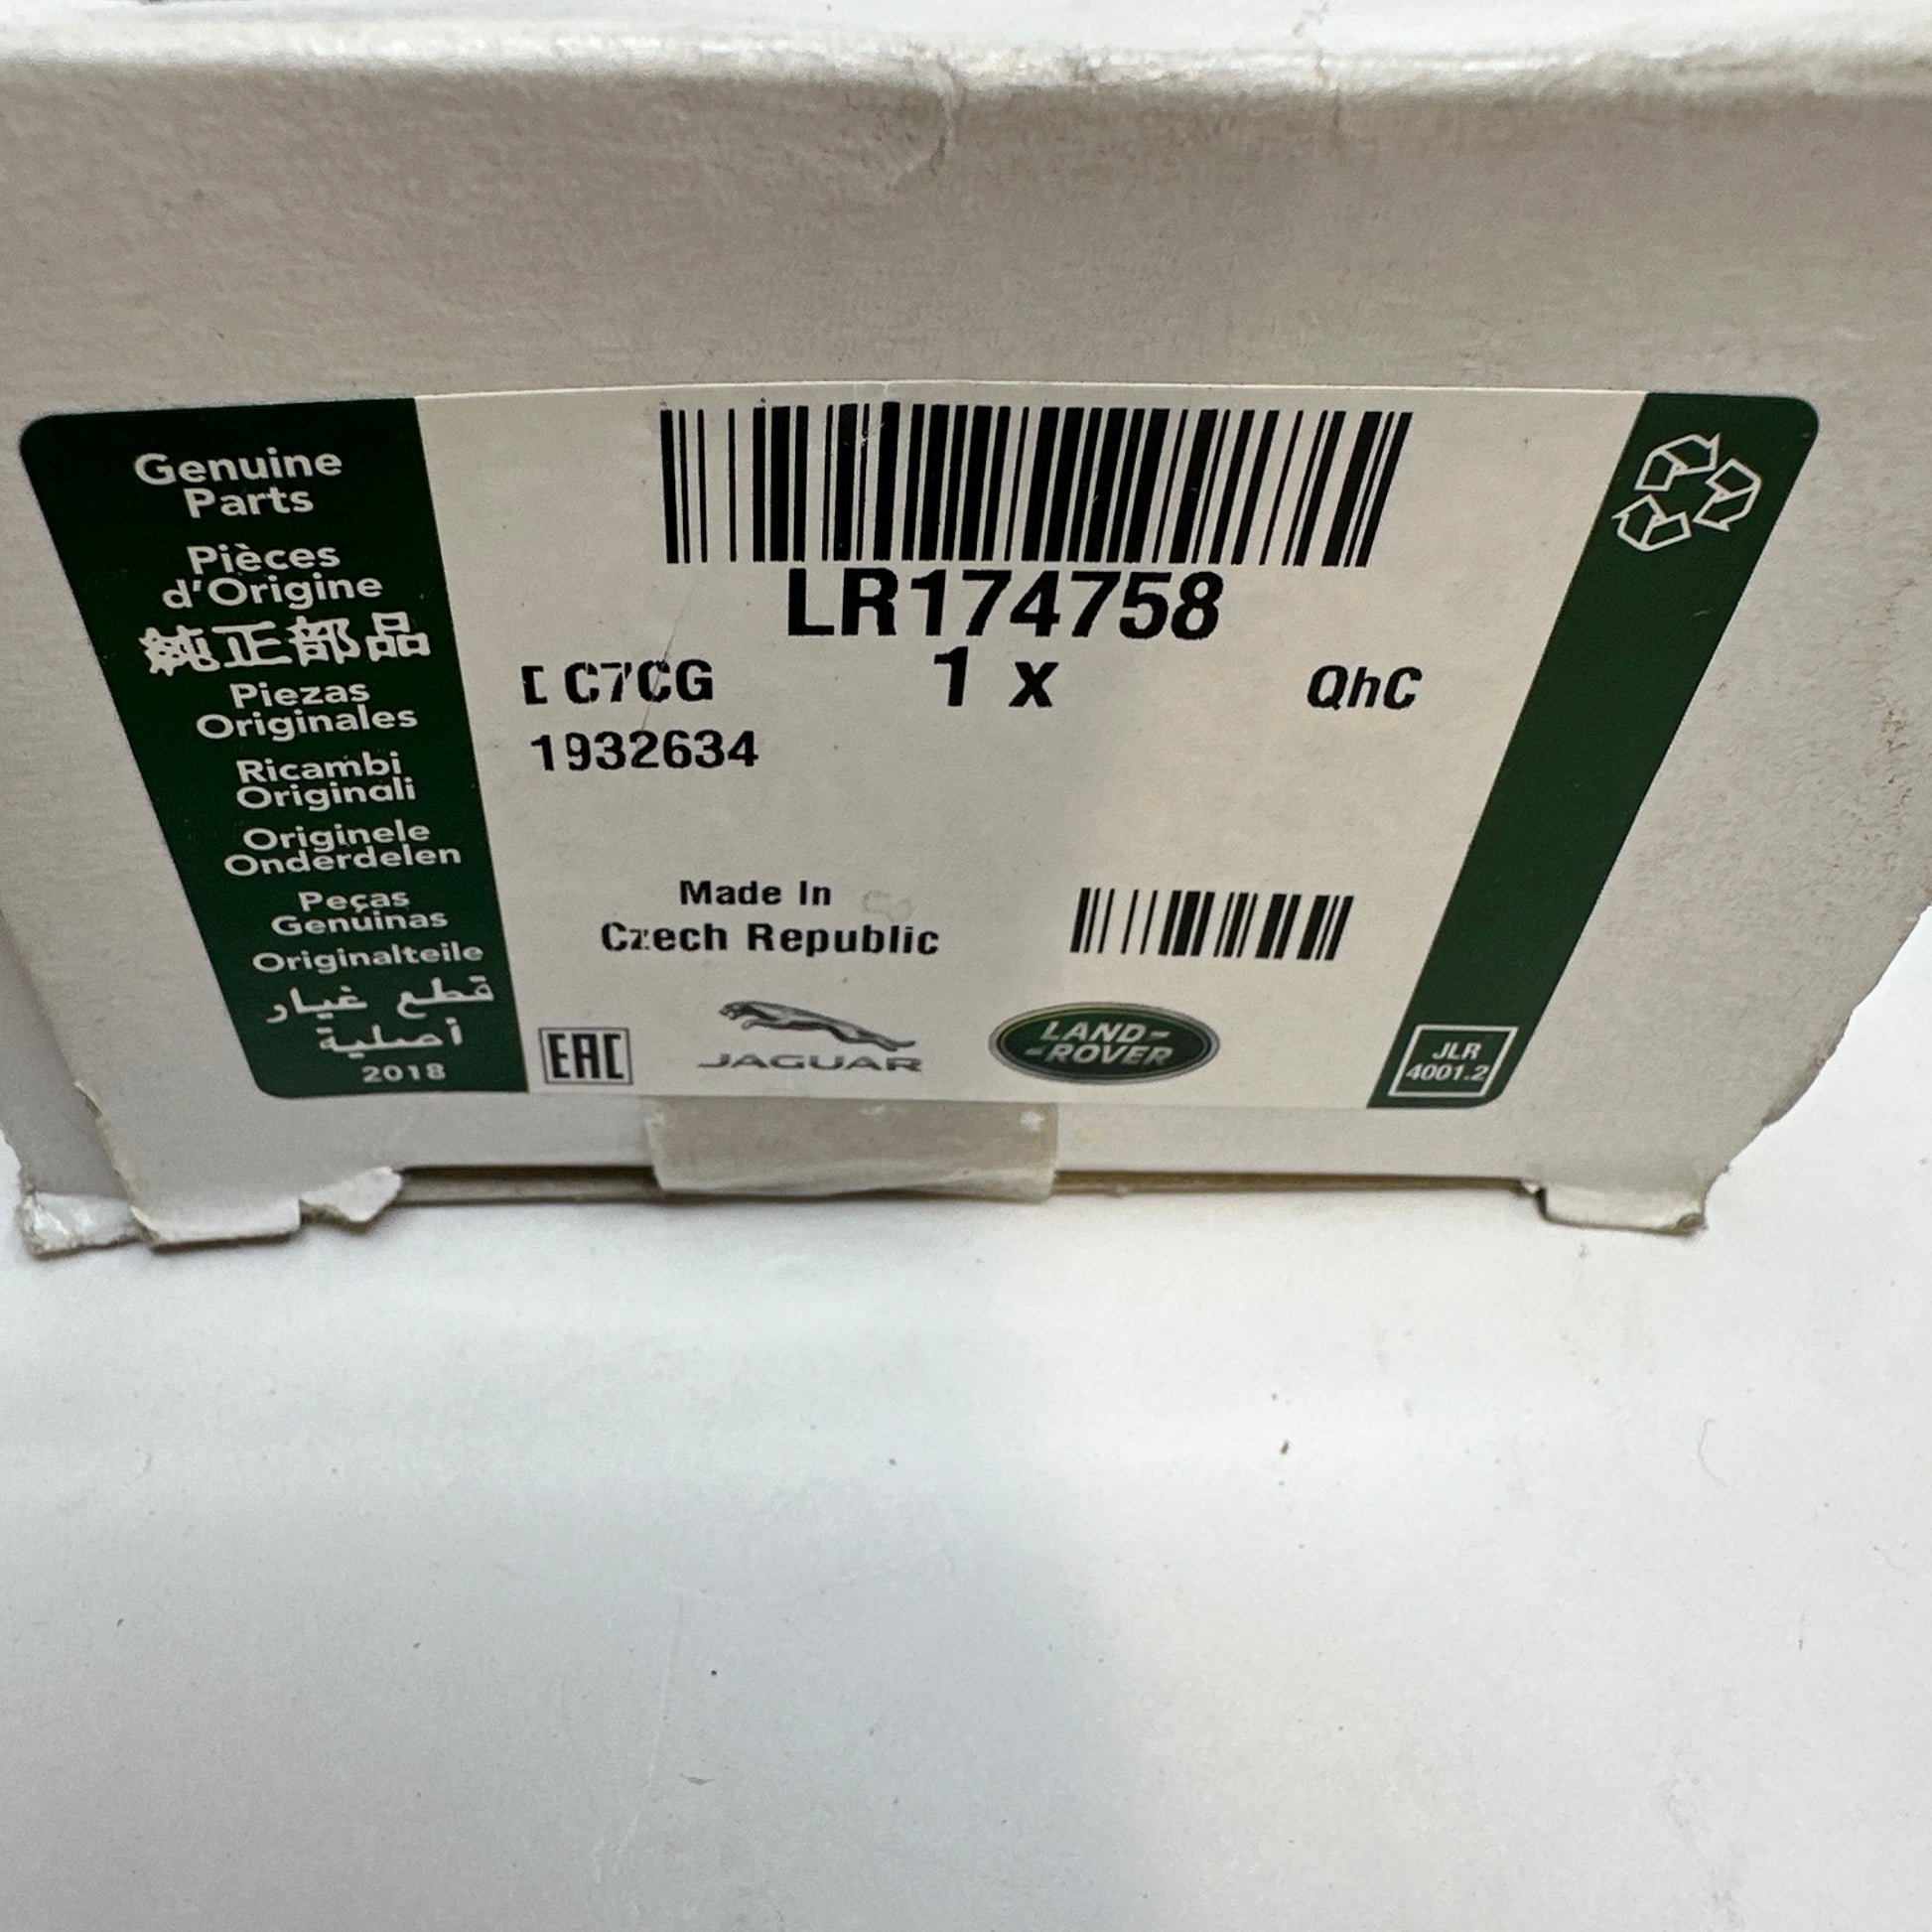 Genuine
Parts
Pièces
d'Origine
純正部品
Piezas
Originales
Ricambi
Originali
Originele
Onderdelen
Peças
Genuinas
Originalteile
قطع غيار
أصلية
2018
LR174758
C7CG 1 x QhC
1932634
Made In
Czech Republic
EAC
JAGUAR
LAND-
-ROVER
JLR
4001.2